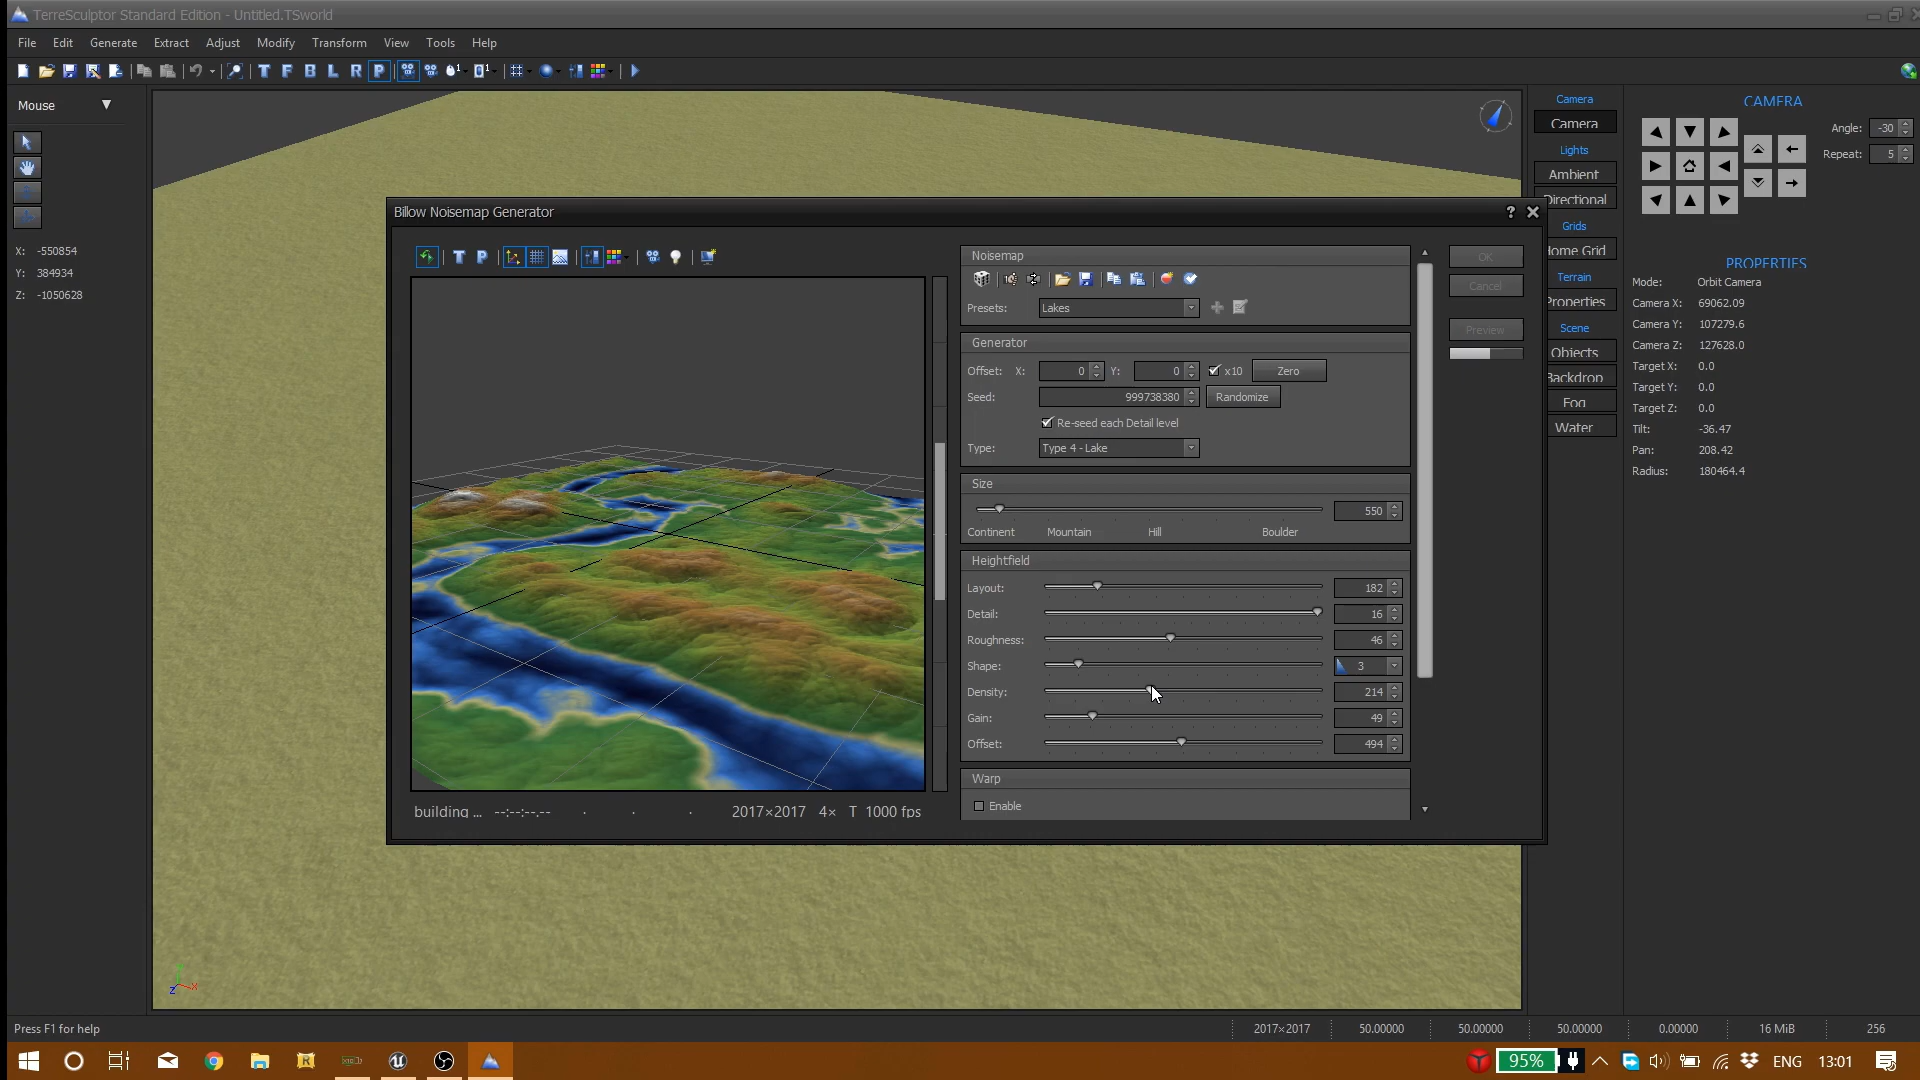 TerreSculptor Standard Edition - Untitled.TSworld
File Edit Generate Extract Adjust Modify Transform View Tools Help
T F B L R P
Mouse
X: -550854
Y: 384934
Z: -1050628
Billow Noisemap Generator
T P
building ... --:--:--.-- 2017×2017 4× T 1000 fps
Noisemap
Presets: Lakes
Generator
Offset: X: 0 Y: 0 x10 Zero
Seed: 999738380 Randomize
Re-seed each Detail level
Type: Type 4 - Lake
Size
550
Continent Mountain Hill Boulder
Heightfield
Layout: 182
Detail: 16
Roughness: 46
Shape: 3
Density: 214
Gain: 49
Offset: 494
Warp
Enable
OK
Cancel
Preview
Camera
Camera
Lights
Ambient
Directional
Grids
Home Grid
Terrain
Properties
Scene
Objects
Backdrop
Fog
Water
CAMERA
Angle: -30
Repeat: 5
PROPERTIES
Mode: Orbit Camera
Camera X: 69062.09
Camera Y: 107279.6
Camera Z: 127628.0
Target X: 0.0
Target Y: 0.0
Target Z: 0.0
Tilt: -36.47
Pan: 208.42
Radius: 180464.4
z x
Press F1 for help
2017×2017 50.00000 50.00000 50.00000 0.00000 16 MiB 256
95% ENG 13:01